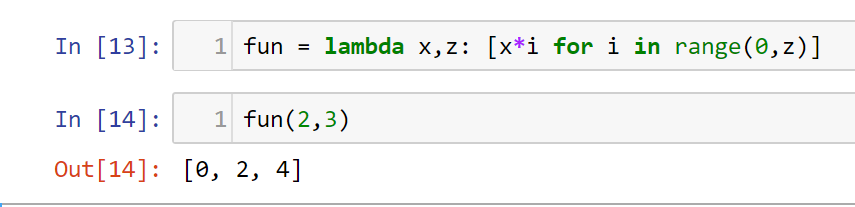 In [13]: 1 fun = lambda x,z: [x*i for i in range(0,z)]
In [14]: 1 fun(2,3)
Out[14]: [0, 2, 4]